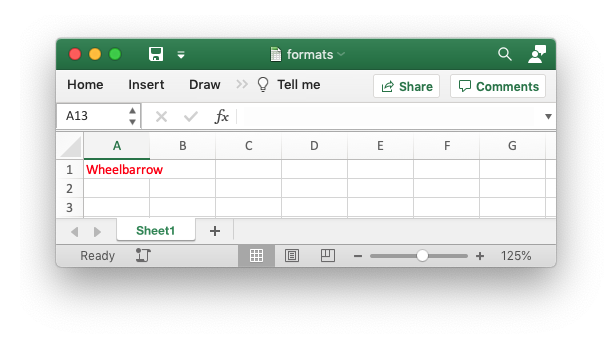 formats
Home Insert Draw Tell me Share Comments
A13 fx
A B C D E F G
1 Wheelbarrow
2
3
Sheet1 +
Ready - + 125%